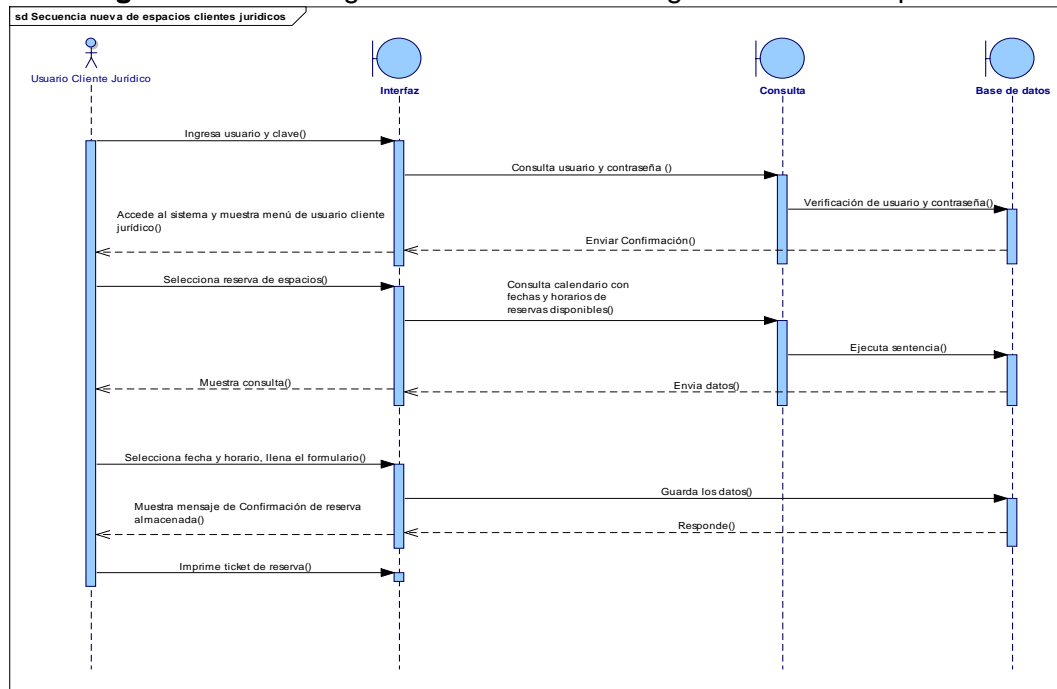 sd Secuencia nueva de espacios clientes juridicos
Usuario Cliente Jurídico
Interfaz
Consulta
Base de datos
Ingresa usuario y clave()
Consulta usuario y contraseña ()
Verificación de usuario y contraseña()
Accede al sistema y muestra menú de usuario cliente
jurídico()
Enviar Confirmación()
Selecciona reserva de espacios()
Consulta calendario con
fechas y horarios de
reservas disponibles()
Ejecuta sentencia()
Muestra consulta()
Envia datos()
Selecciona fecha y horario, llena el formulario()
Guarda los datos()
Muestra mensaje de Confirmación de reserva
almacenada()
Responde()
Imprime ticket de reserva()